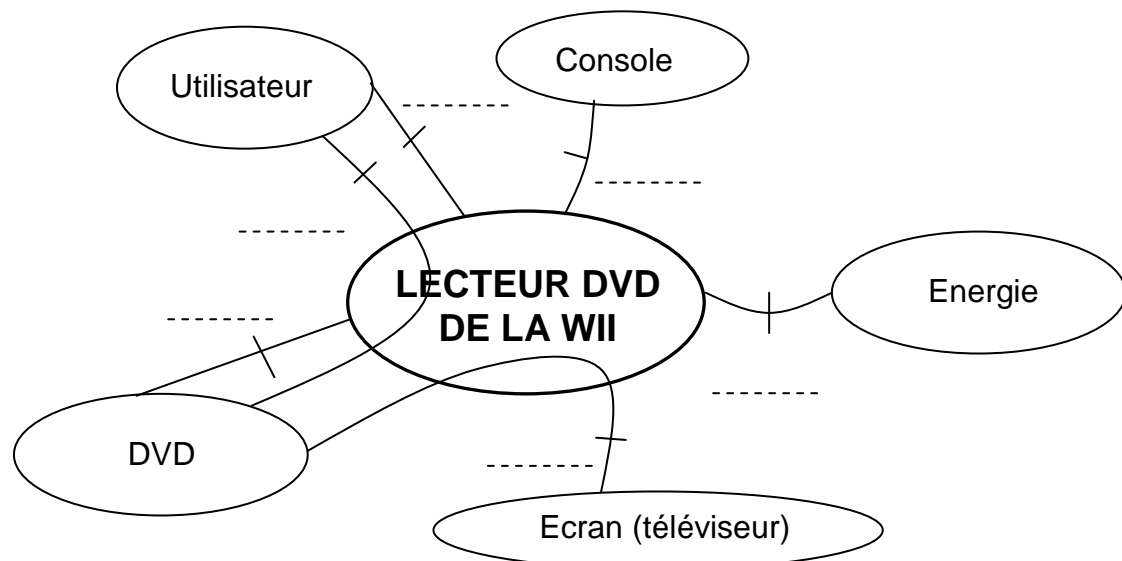 Console
Utilisateur
LECTEUR DVD
DE LA WII
Energie
DVD
Ecran (téléviseur)